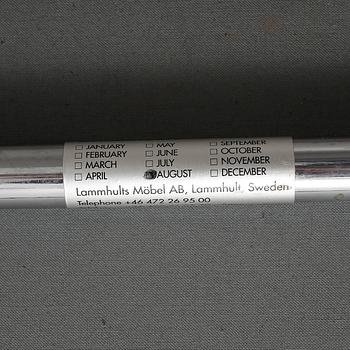 ☐ JANUARY ☐ MAY ☐ SEPTEMBER
☐ FEBRUARY ☐ JUNE ☐ OCTOBER
☐ MARCH ☐ JULY ☐ NOVEMBER
☐ APRIL ☐ AUGUST ☐ DECEMBER
Lammhults Möbel AB, Lammhult, Sweden
Telephone +46 472 26 95 00